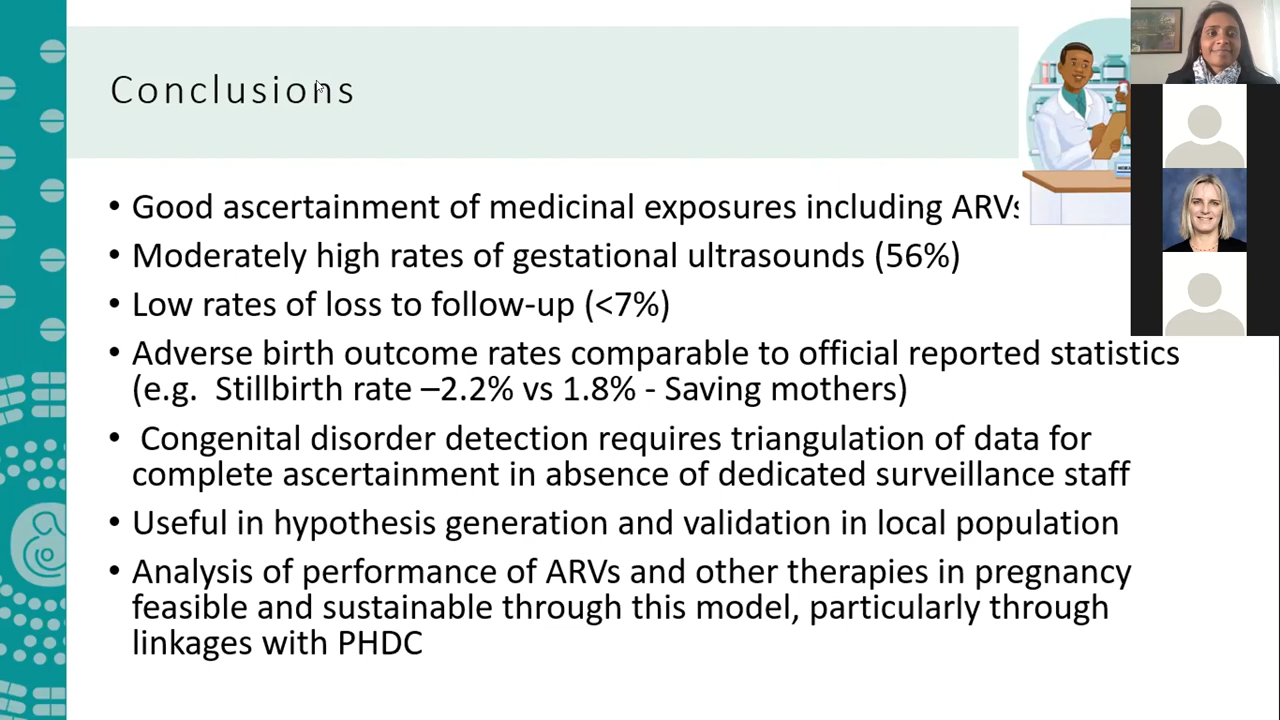 Conclusions
• Good ascertainment of medicinal exposures including ARVs
• Moderately high rates of gestational ultrasounds (56%)
• Low rates of loss to follow-up (<7%)
• Adverse birth outcome rates comparable to official reported statistics
(e.g. Stillbirth rate –2.2% vs 1.8% - Saving mothers)
• Congenital disorder detection requires triangulation of data for
complete ascertainment in absence of dedicated surveillance staff
• Useful in hypothesis generation and validation in local population
• Analysis of performance of ARVs and other therapies in pregnancy
feasible and sustainable through this model, particularly through
linkages with PHDC